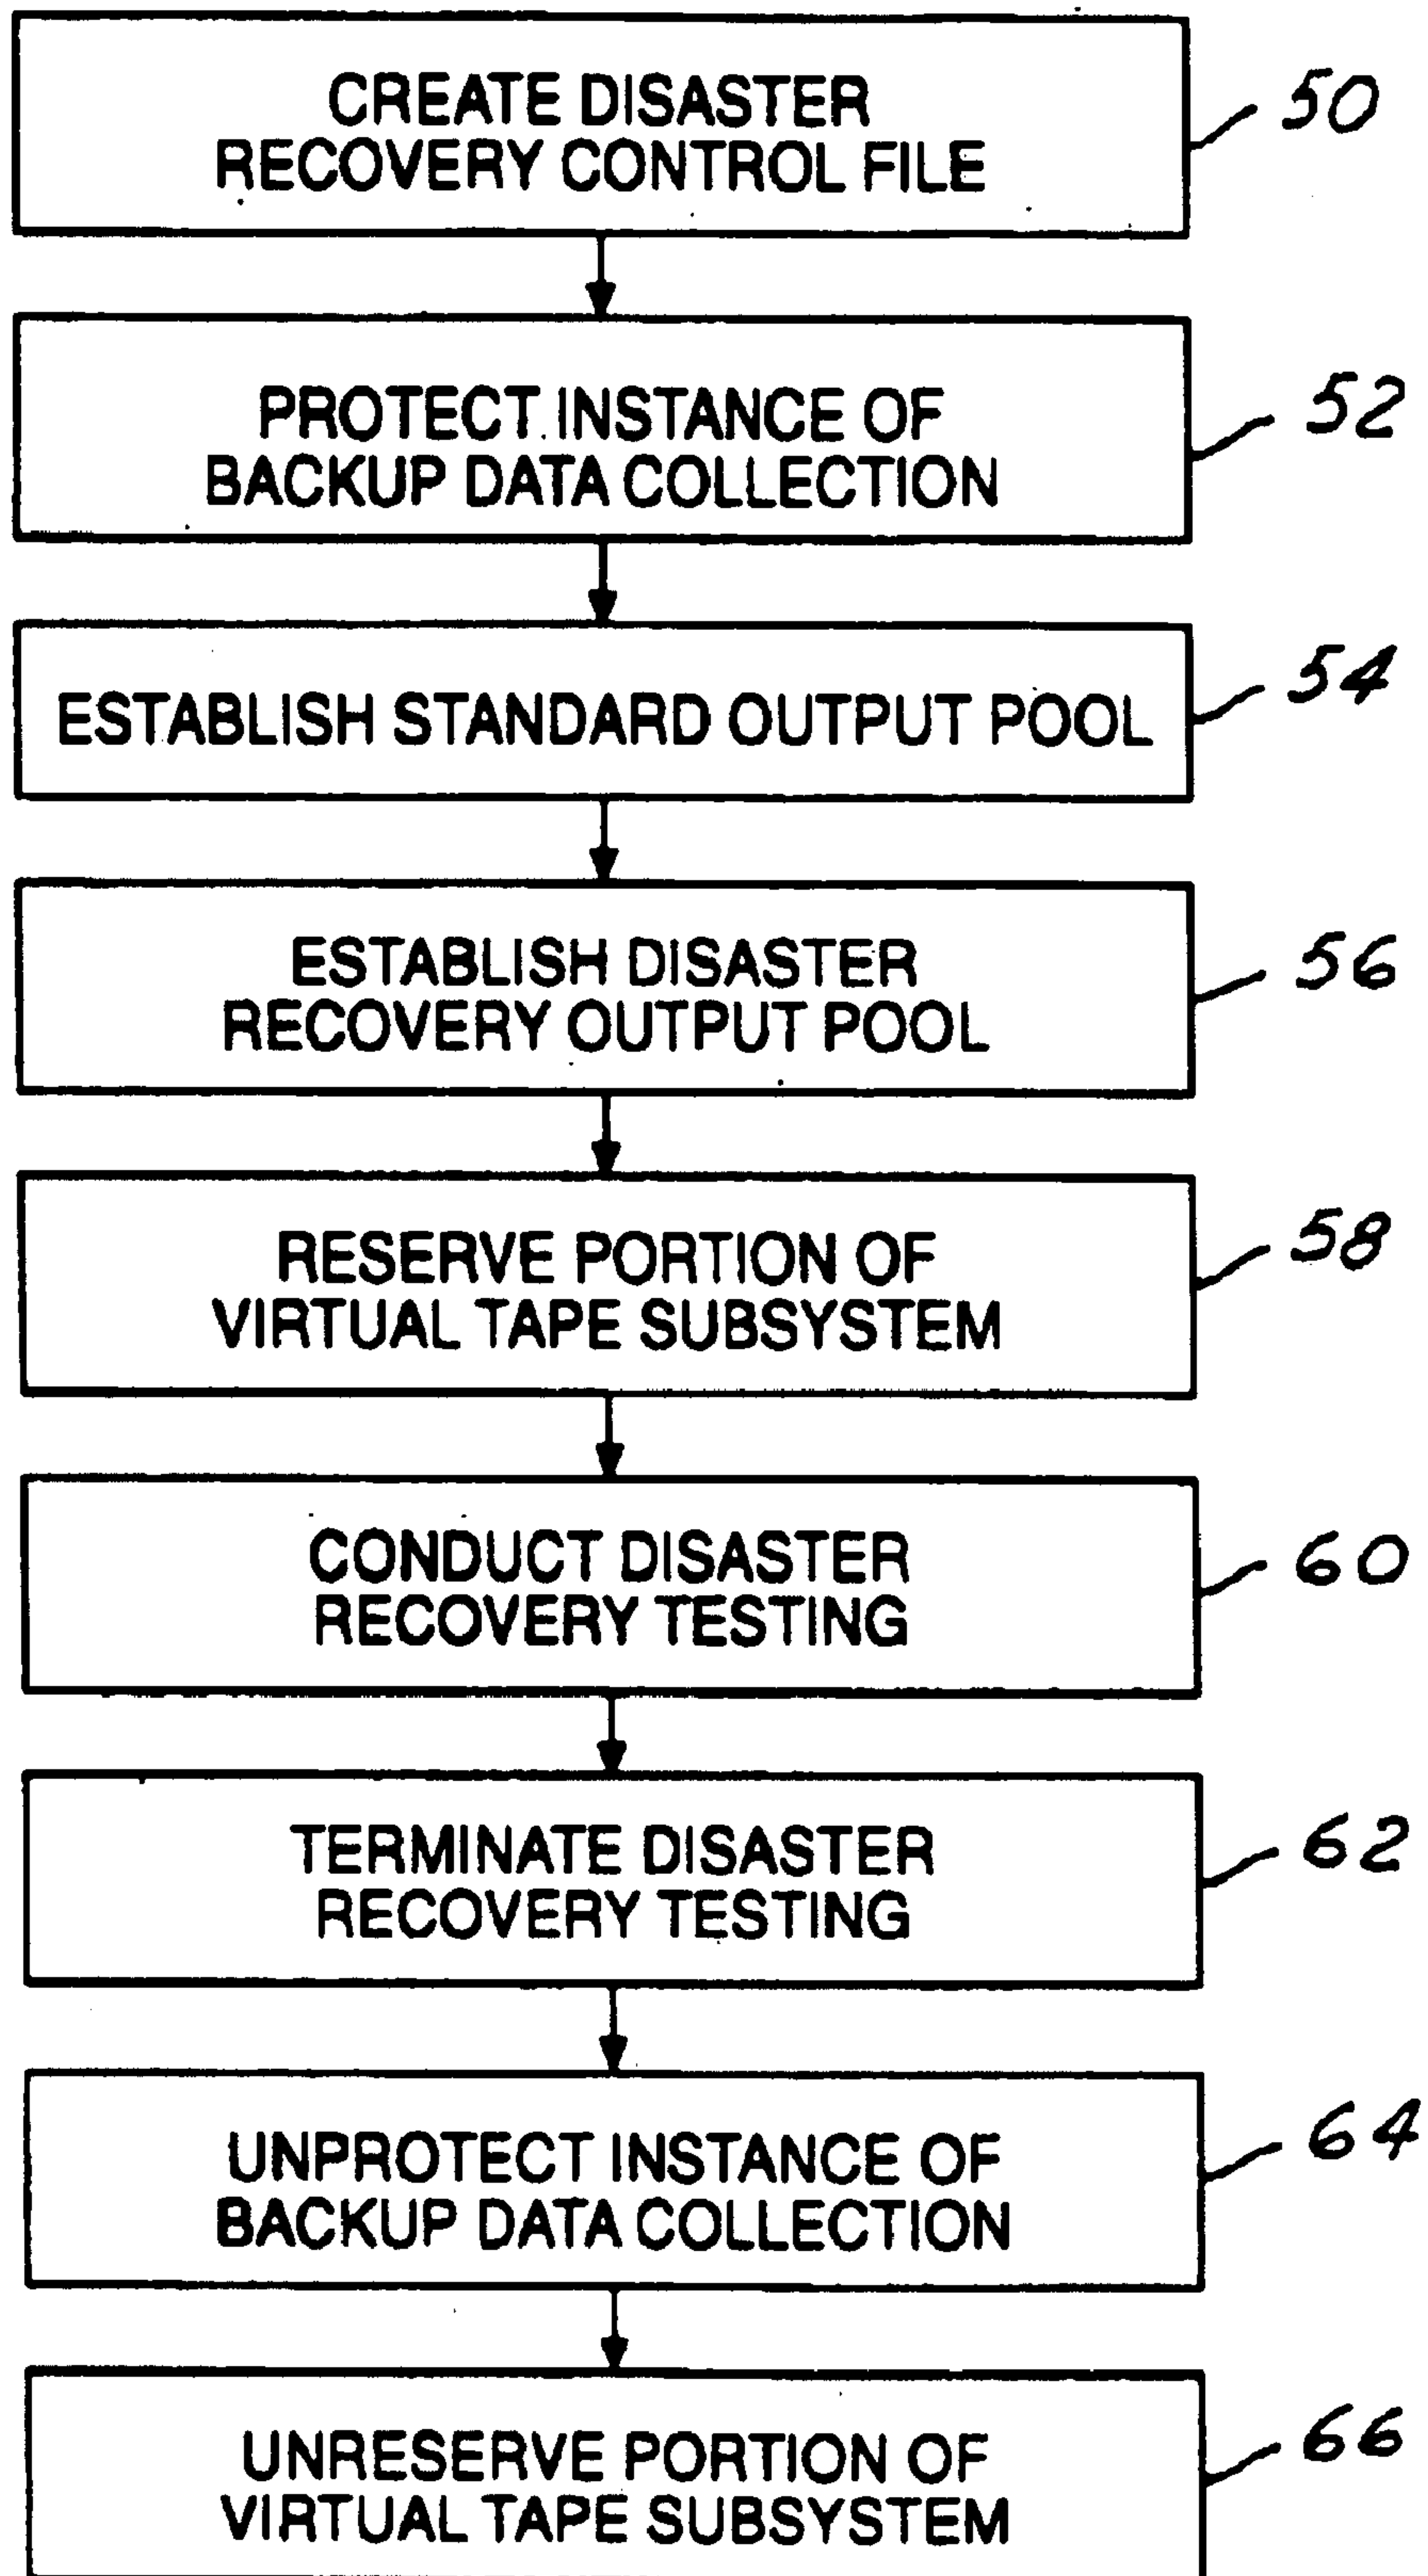 CREATE DISASTER
RECOVERY CONTROL FILE
50
PROTECT INSTANCE OF
BACKUP DATA COLLECTION
52
ESTABLISH STANDARD OUTPUT POOL
54
ESTABLISH DISASTER
RECOVERY OUTPUT POOL
56
RESERVE PORTION OF
VIRTUAL TAPE SUBSYSTEM
58
CONDUCT DISASTER
RECOVERY TESTING
60
TERMINATE DISASTER
RECOVERY TESTING
62
UNPROTECT INSTANCE OF
BACKUP DATA COLLECTION
64
UNRESERVE PORTION OF
VIRTUAL TAPE SUBSYSTEM
66